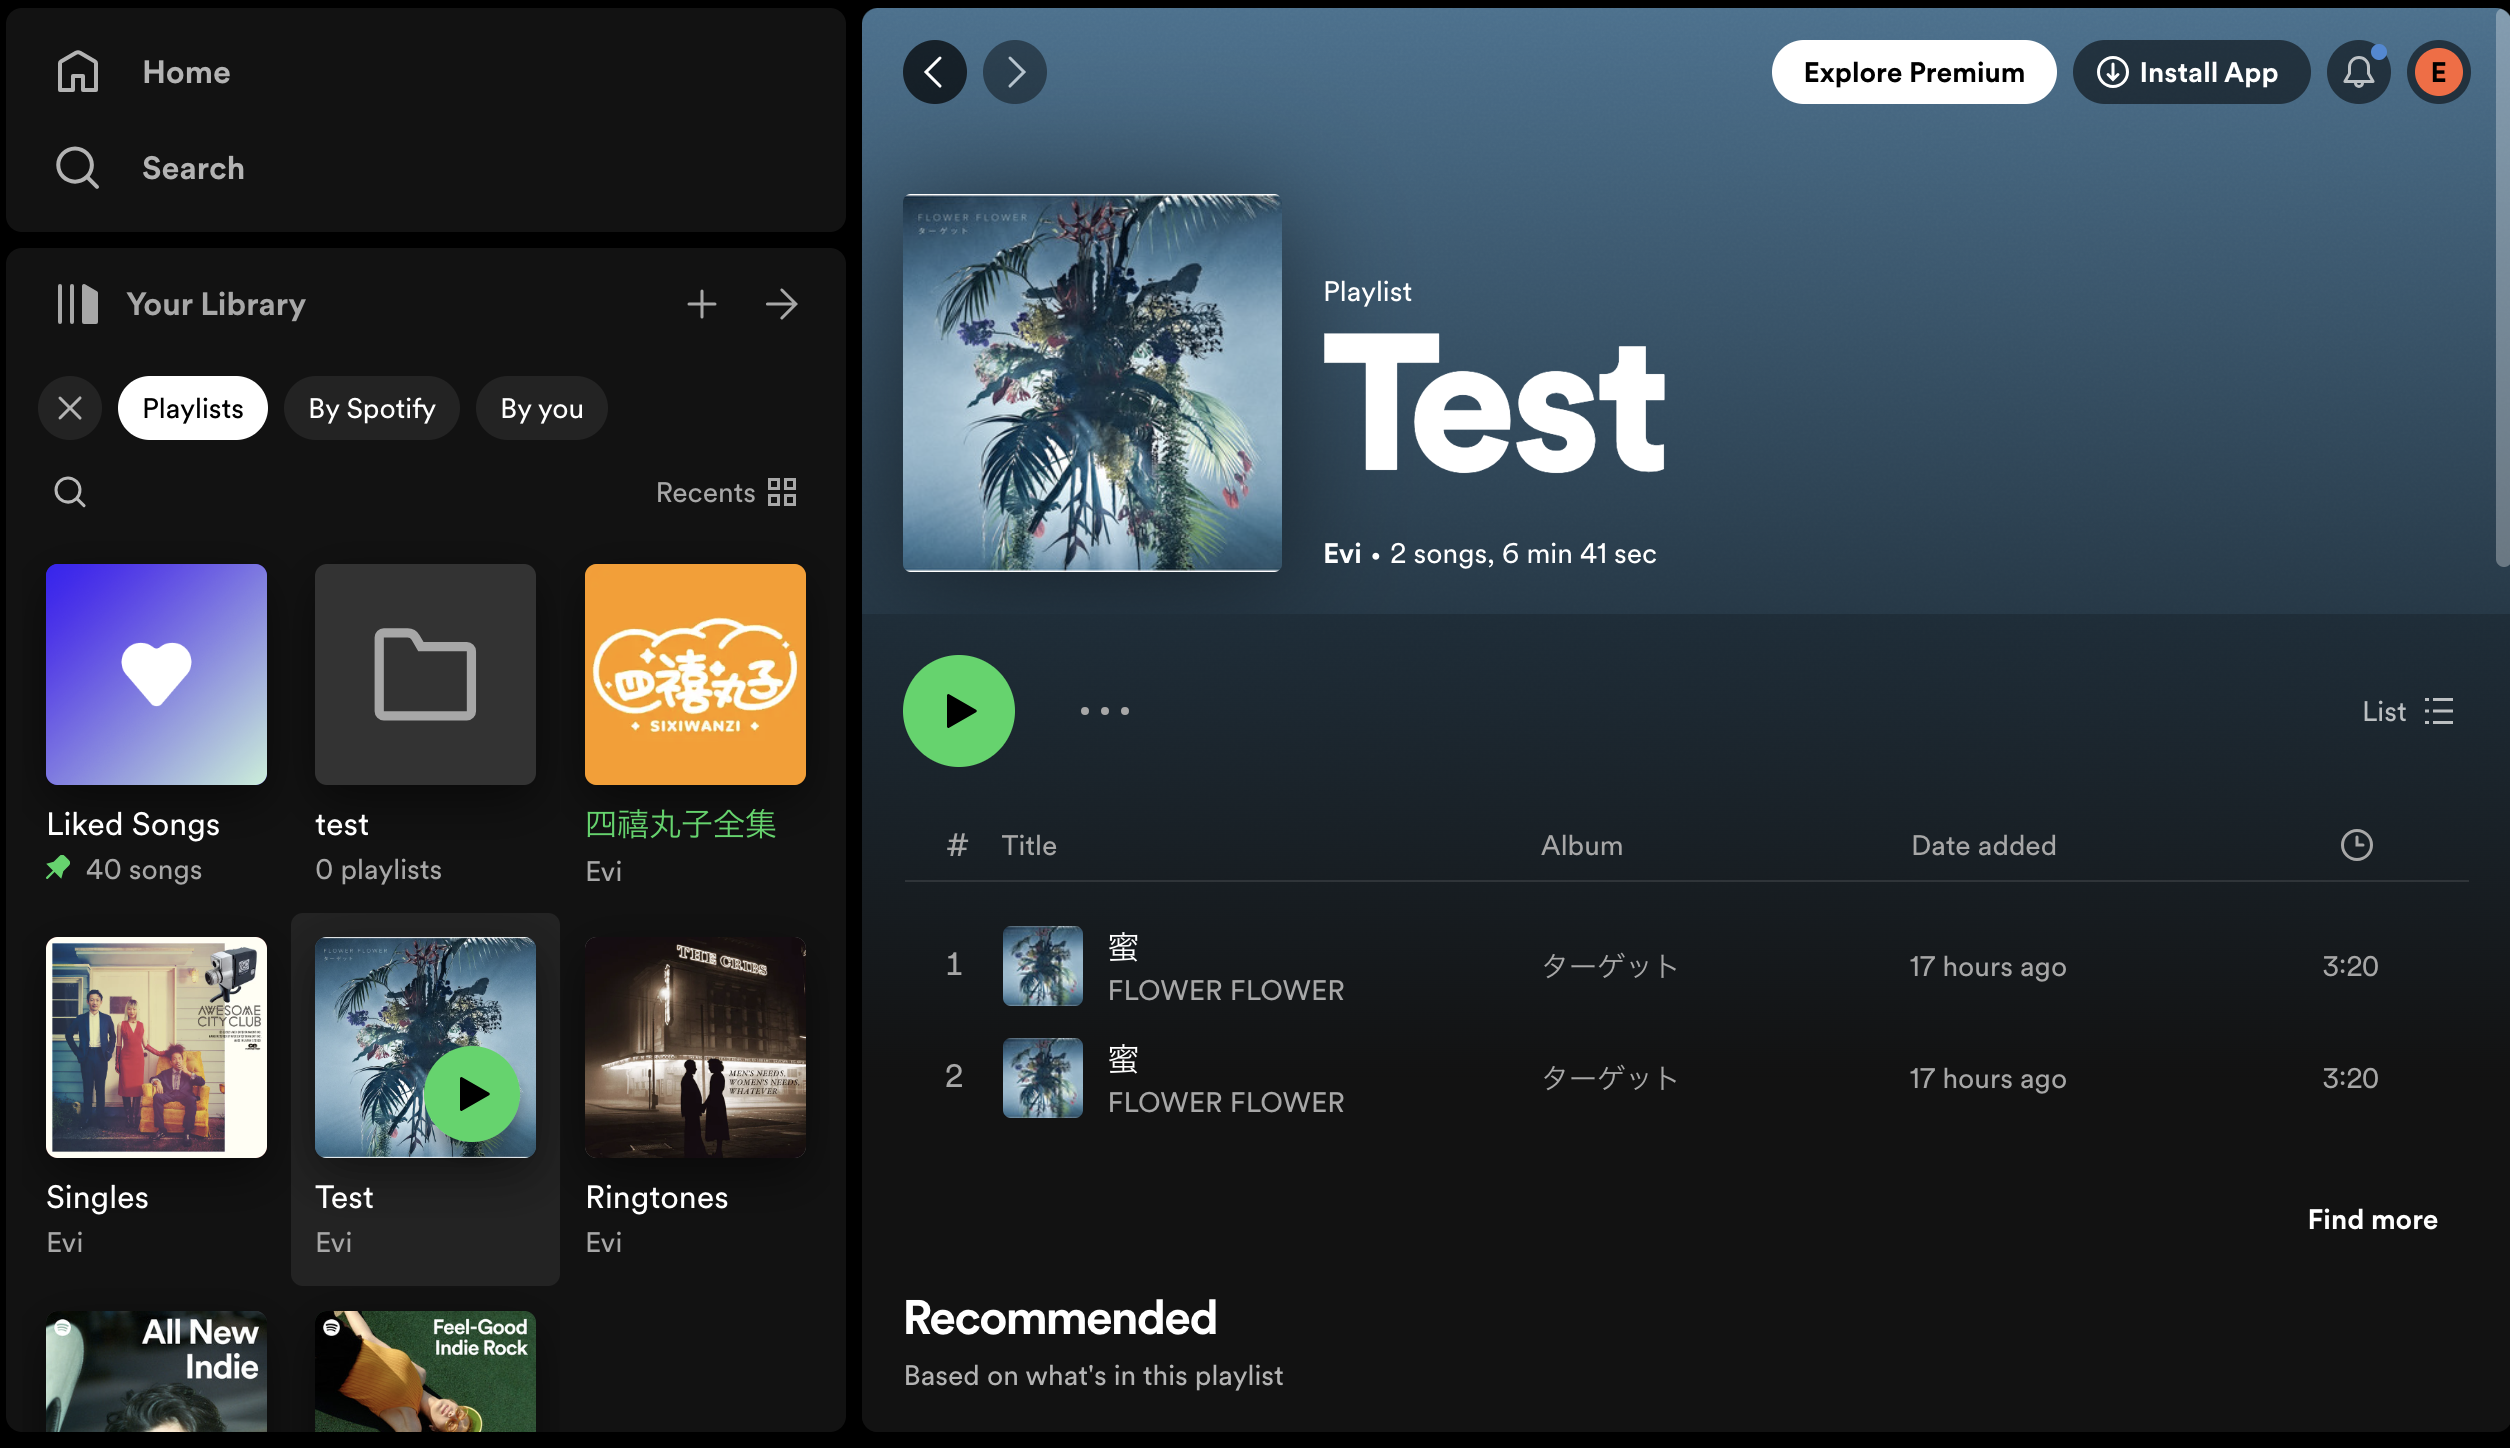 Home
Search
Your Library
Playlists
By Spotify
By you
Recents
四禧丸子
SIXIWANZI
Liked Songs
40 songs
test
0 playlists
四禧丸子全集
Evi
AWESOME
CITY CLUB
FLOWER FLOWER
ターゲット
THE CRIBS
MEN'S NEEDS,
WOMEN'S NEEDS,
WHATEVER
Singles
Evi
Test
Evi
Ringtones
Evi
All New
Indie
Feel-Good
Indie Rock
Explore Premium
Install App
E
FLOWER FLOWER
ターゲット
Playlist
Test
Evi • 2 songs, 6 min 41 sec
List
# Title Album Date added
1 蜜 ターゲット 17 hours ago 3:20
FLOWER FLOWER
2 蜜 ターゲット 17 hours ago 3:20
FLOWER FLOWER
Find more
Recommended
Based on what's in this playlist